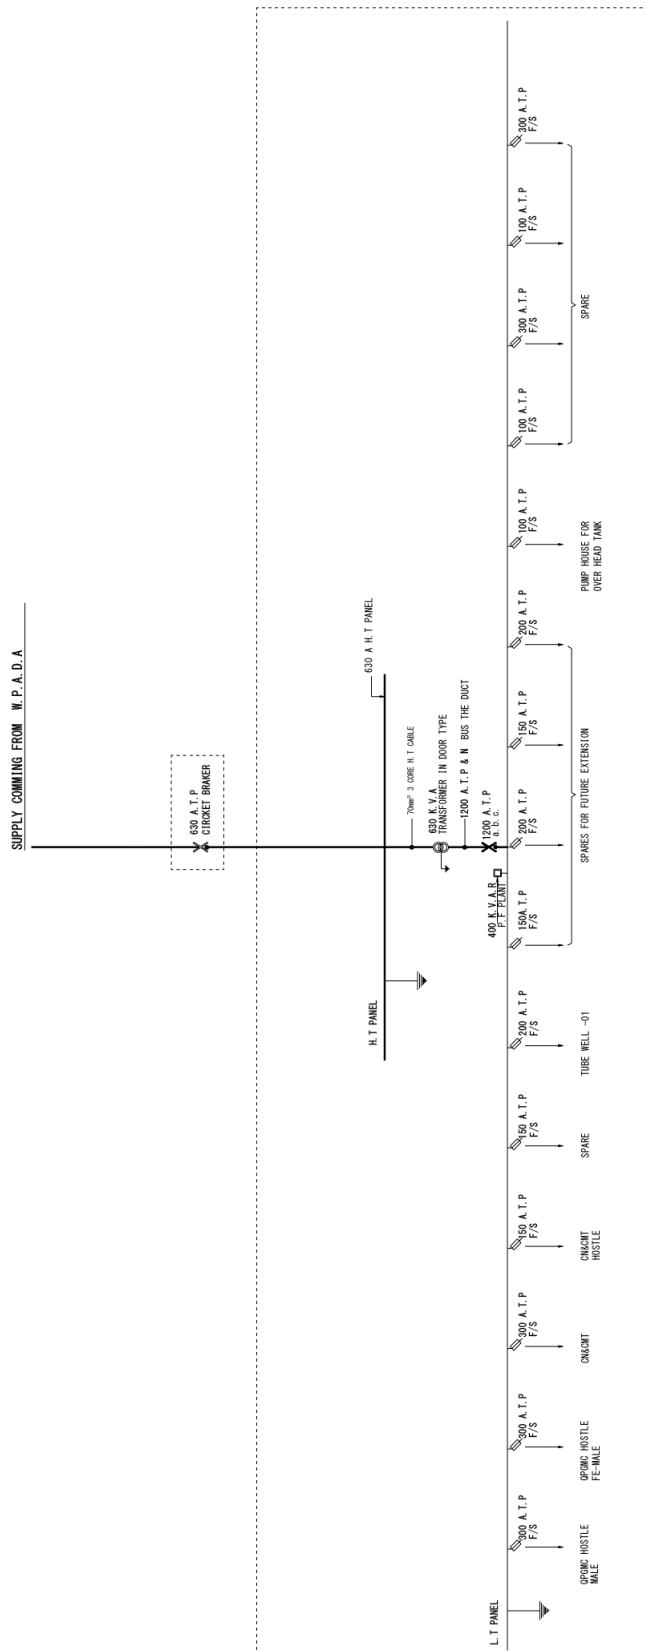 SUPPLY COMMING FROM W.P.A.D.A
630 A.T.P
CIRCKET BRAKER
630 A H.T PANEL
H.T PANEL
70mm² 3 CORE H.T CABLE
630 K.V.A
TRANSFORMER IN DOOR TYPE
1200 A.T.P & N BUS THE DUCT
1200 A.T.P
a.b.c.
400 K.V.A.R
P.F PLANT
L.T PANEL
300 A.T.P
F/S
QPGMC HOSTLE
MALE
300 A.T.P
F/S
QPGMC HOSTLE
FE-MALE
300 A.T.P
F/S
CN&CMT
150 A.T.P
F/S
CN&CMT
HOSTLE
150 A.T.P
F/S
SPARE
200 A.T.P
F/S
TUBE WELL -01
150A.T.P
F/S
200 A.T.P
F/S
150 A.T.P
F/S
200 A.T.P
F/S
SPARES FOR FUTURE EXTENSION
100 A.T.P
F/S
PUMP HOUSE FOR
OVER HEAD TANK
100 A.T.P
F/S
300 A.T.P
F/S
100 A.T.P
F/S
300 A.T.P
F/S
SPARE